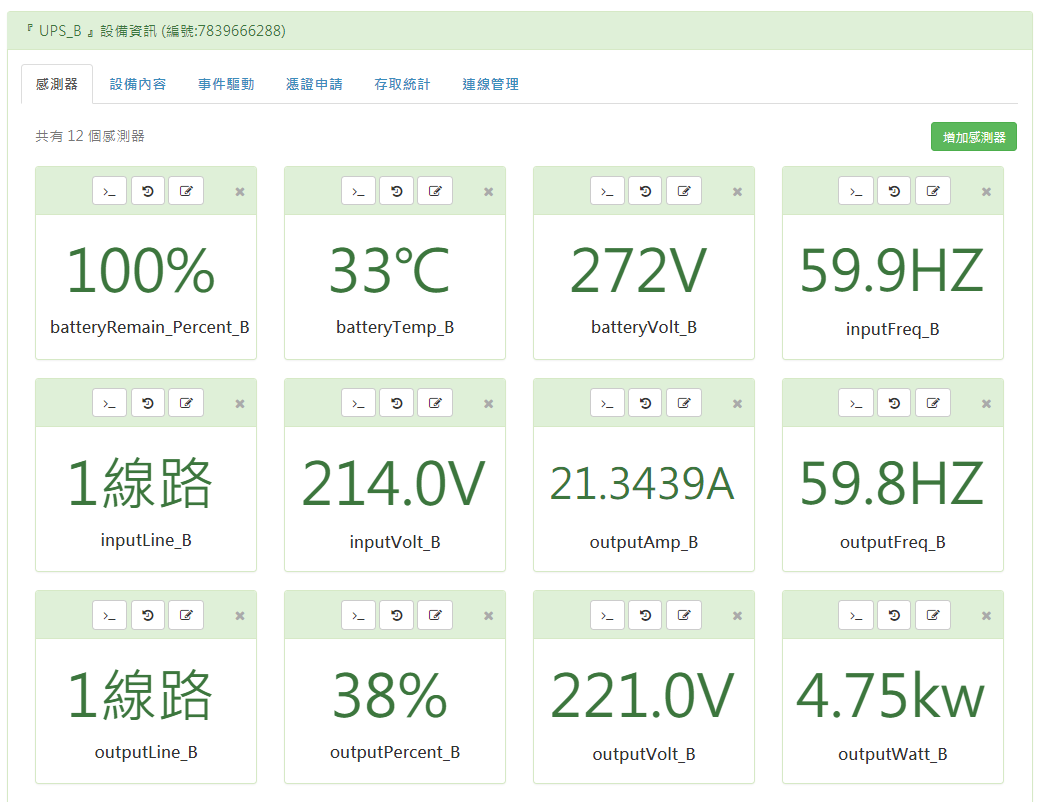 『 UPS_B 』設備資訊 (編號:7839666288)
感測器 設備內容 事件驅動 憑證申請 存取統計 連線管理
共有 12 個感測器 增加感測器
100% 33℃ 272V 59.9HZ
batteryRemain_Percent_B batteryTemp_B batteryVolt_B inputFreq_B
1線路 214.0V 21.3439A 59.8HZ
inputLine_B inputVolt_B outputAmp_B outputFreq_B
1線路 38% 221.0V 4.75kw
outputLine_B outputPercent_B outputVolt_B outputWatt_B